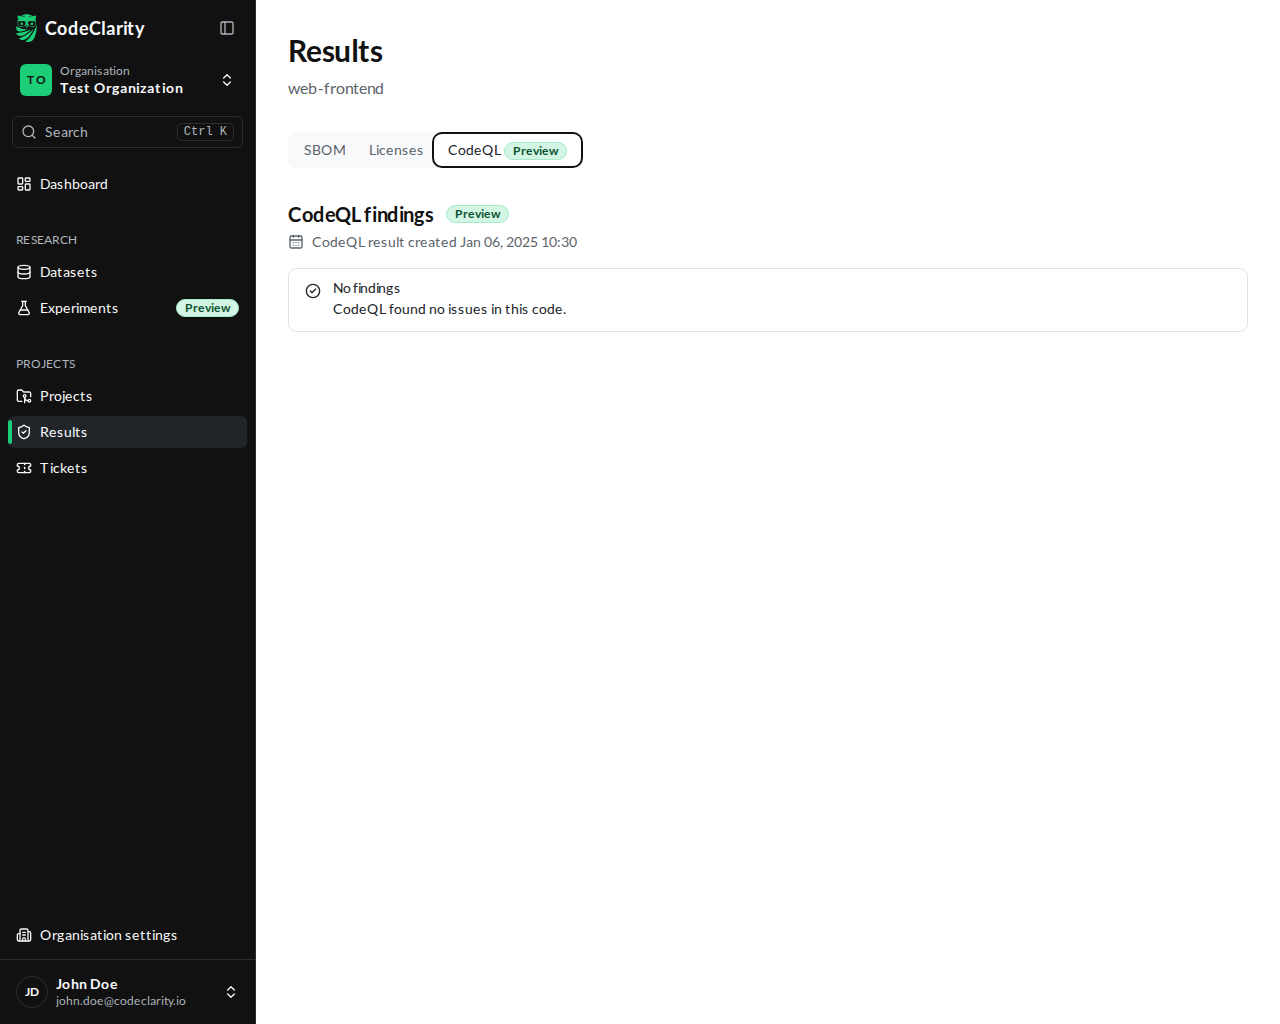 CodeClarity
TO
Organisation
Test Organization
Search
Ctrl K
Dashboard
RESEARCH
Datasets
Experiments
Preview
PROJECTS
Projects
Results
Tickets
Organisation settings
JD
John Doe
john.doe@codeclarity.io
Results
web-frontend
SBOM
Licenses
CodeQL
Preview
CodeQL findings
Preview
CodeQL result created Jan 06, 2025 10:30
No findings
CodeQL found no issues in this code.